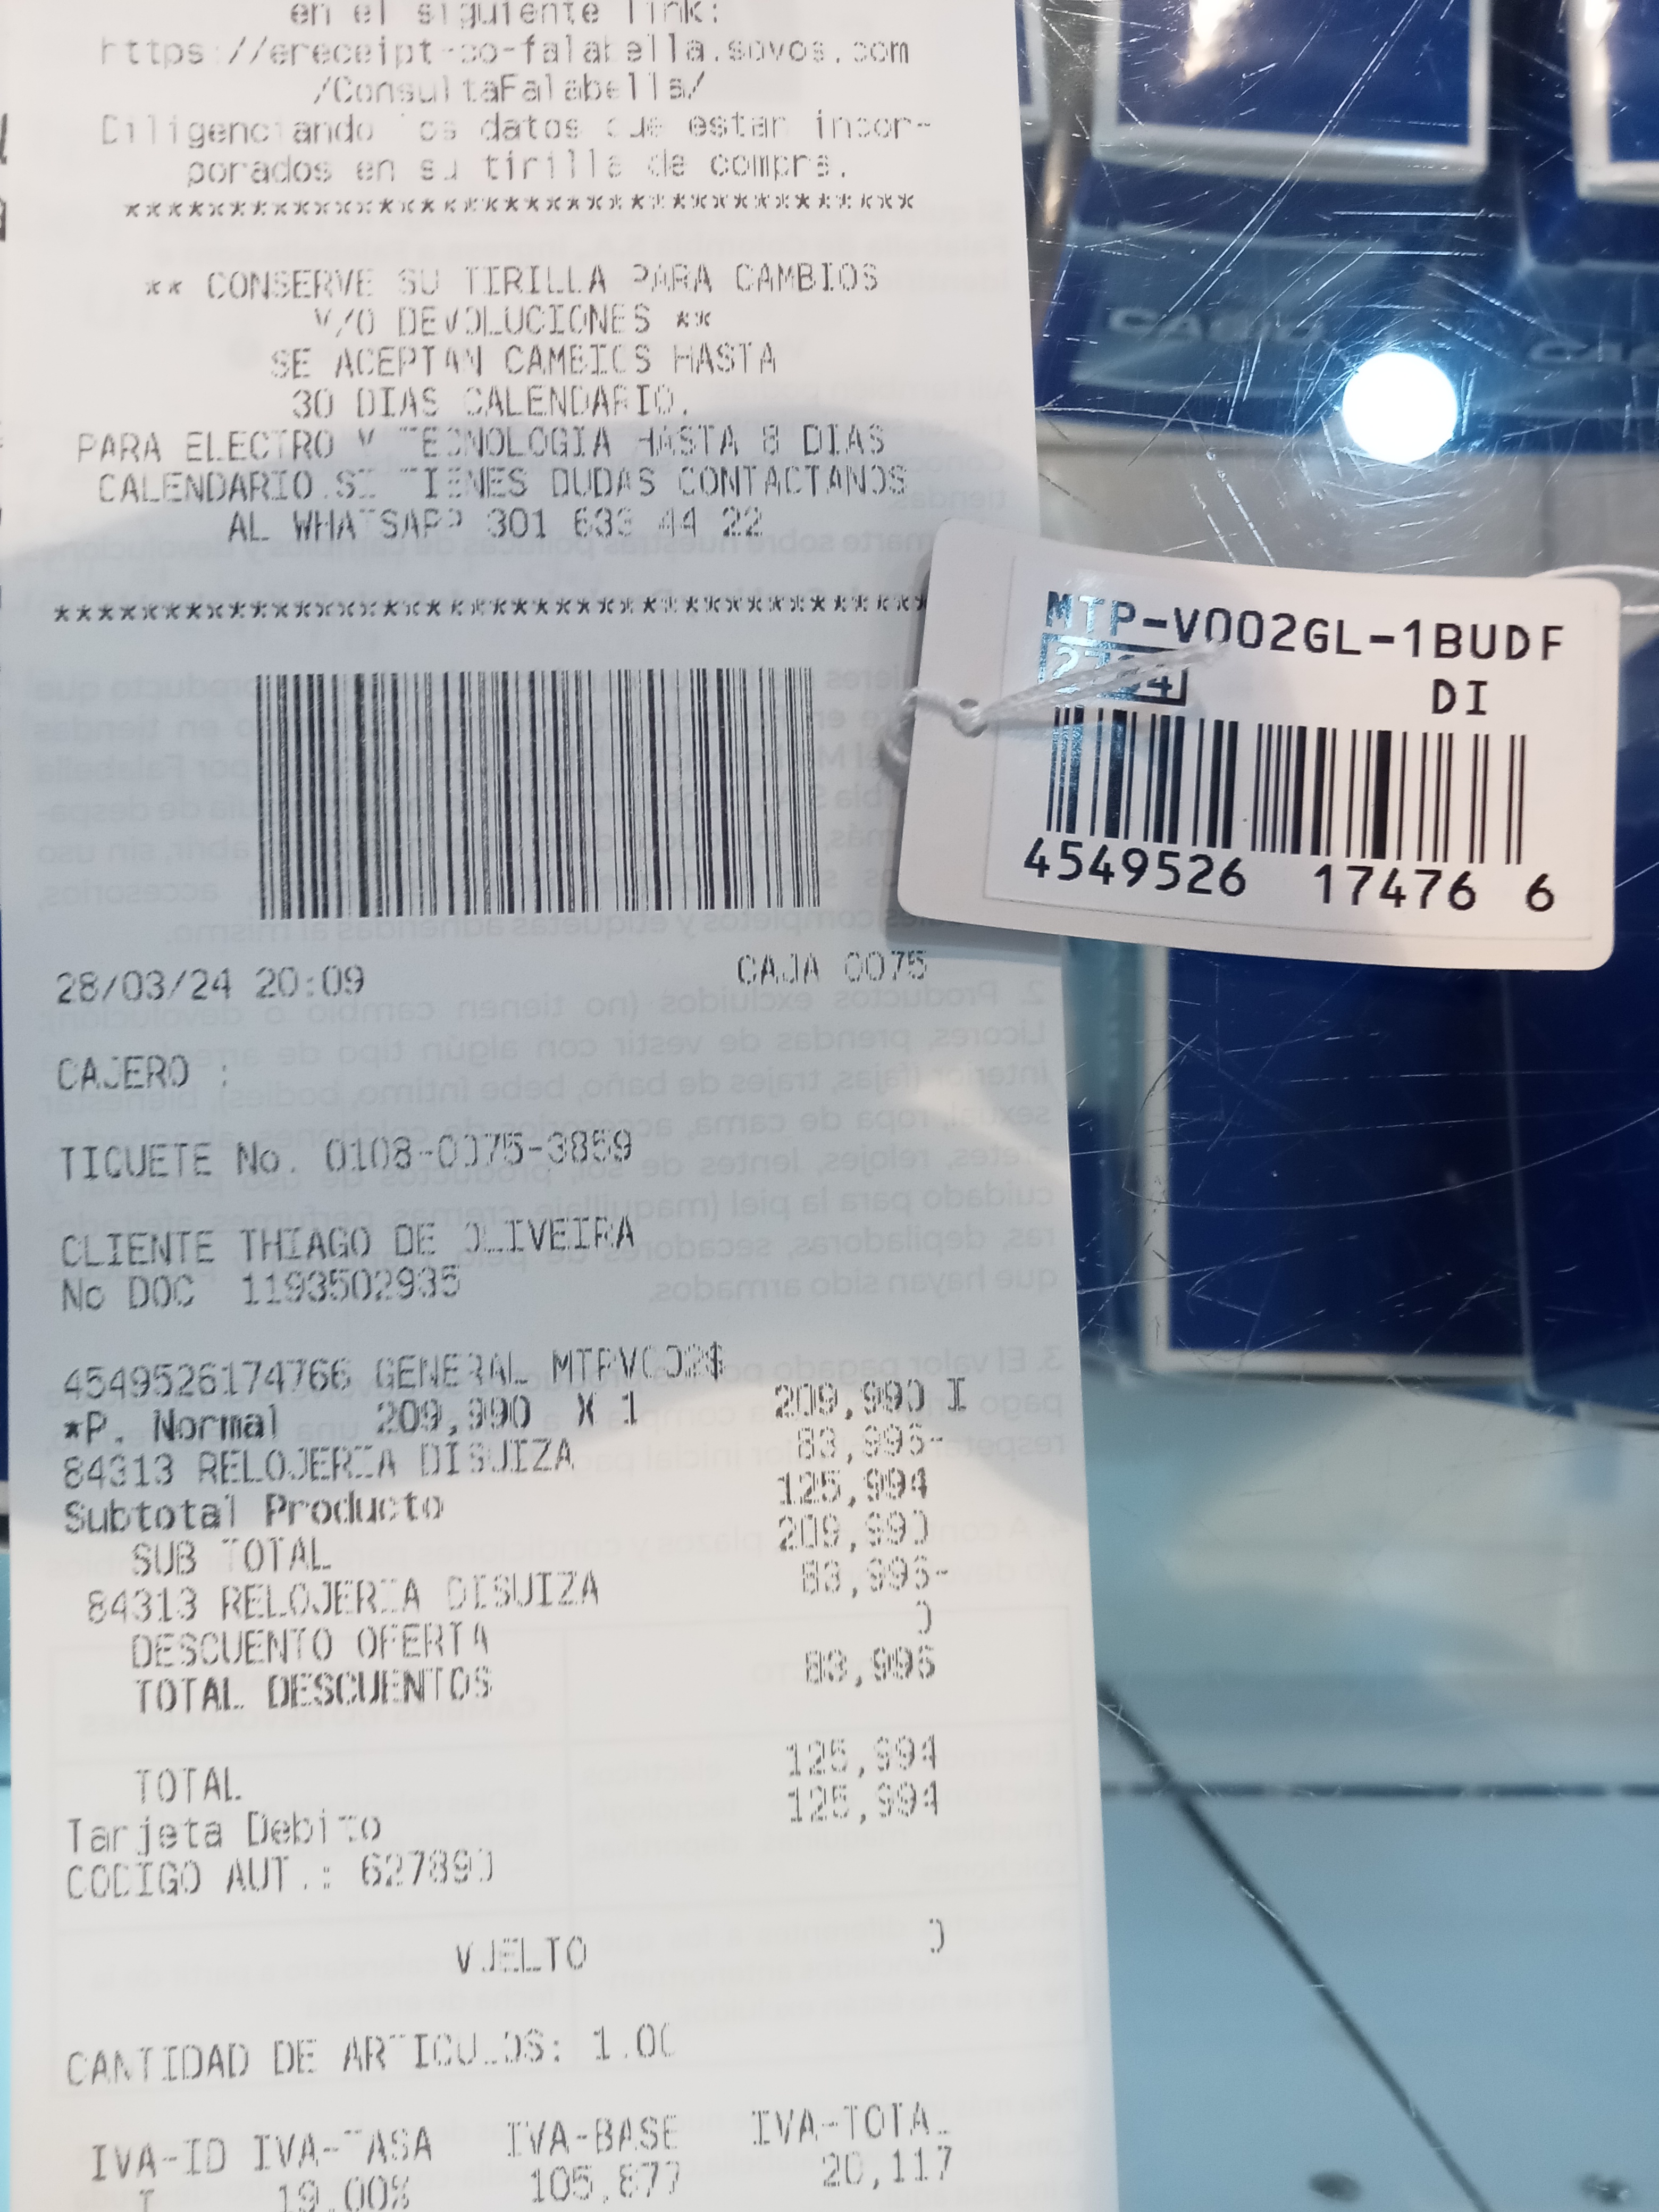 en el siguiente link:
https://ereceipt-co-falabella.sovos.com
/ConsultaFalabella/
Diligenciando los datos que estan incor-
porados en su tirilla de compra.
**************************************
** CONSERVE SU TIRILLA PARA CAMBIOS
Y/O DEVOLUCIONES **
SE ACEPTAN CAMBIOS HASTA
30 DIAS CALENDARIO.
PARA ELECTRO Y TECNOLOGIA HASTA 8 DIAS
CALENDARIO.SI TIENES DUDAS CONTACTANOS
AL WHATSAPP 301 633 44 22
****************************************
28/03/24 20:09 CAJA 0075
CAJERO :
TIQUETE No. 0108-0075-3859
CLIENTE THIAGO DE OLIVEIRA
No DOC 1193502935
4549526174766 GENERAL MTPV002$
*P. Normal 209,990 X 1 209,990 I
84313 RELOJERIA DISUIZA 83,996-
Subtotal Producto 125,994
SUB TOTAL 209,990
84313 RELOJERIA DISUIZA 83,996-
DESCUENTO OFERTA 0
TOTAL DESCUENTOS 83,996
TOTAL 125,994
Tarjeta Debito 125,994
CODIGO AUT.: 627890
VUELTO 0
CANTIDAD DE ARTICULOS: 1.00
IVA-ID IVA-TASA IVA-BASE IVA-TOTAL
I 19.00% 105,877 20,117
MTP-V002GL-1BUDF
DI
4549526 17476 6
CASIO